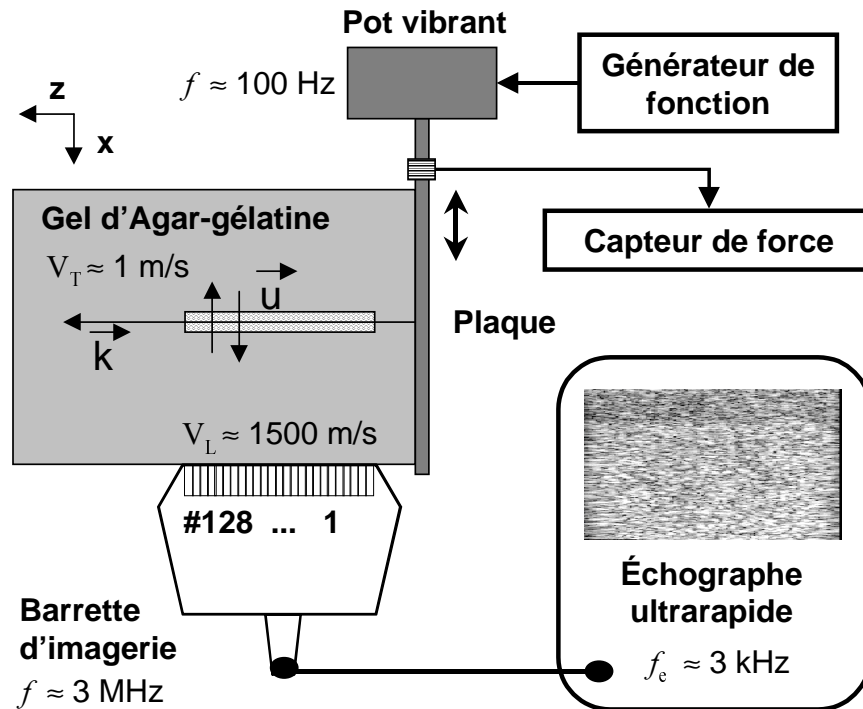 Pot vibrant
f ≈ 100 Hz
Générateur de
fonction
z
x
Gel d'Agar-gélatine
V_T ≈ 1 m/s
u
k
Capteur de force
Plaque
V_L ≈ 1500 m/s
#128 ... 1
Barrette
d'imagerie
f ≈ 3 MHz
Échographe
ultrarapide
f_e ≈ 3 kHz